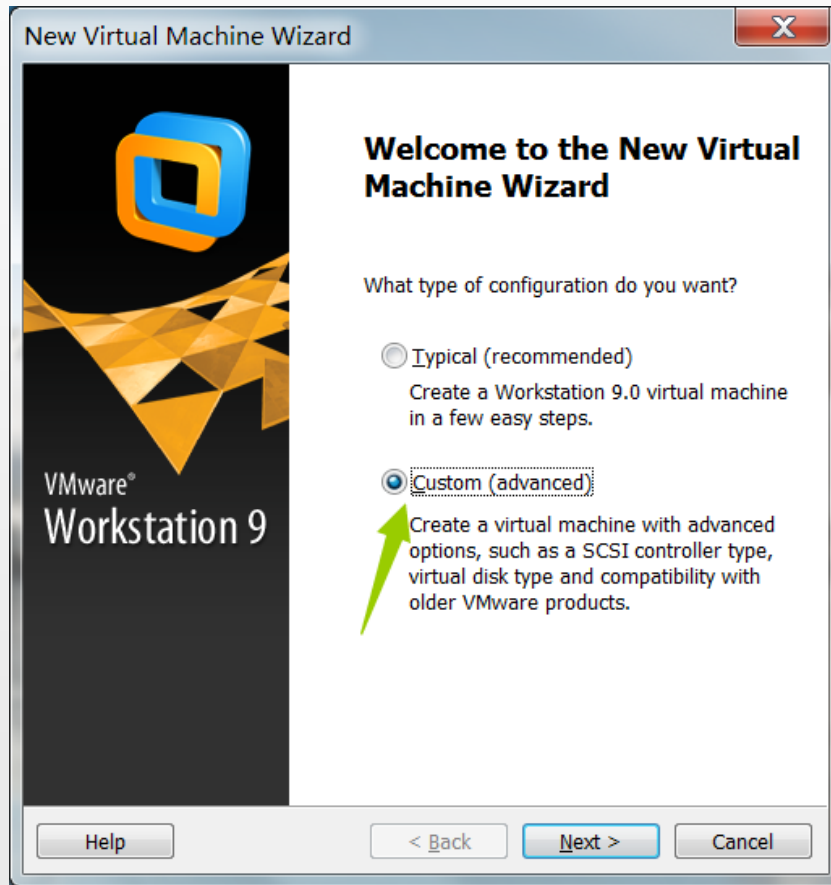 New Virtual Machine Wizard
X
Welcome to the New Virtual
Machine Wizard
What type of configuration do you want?
Typical (recommended)
Create a Workstation 9.0 virtual machine
in a few easy steps.
Custom (advanced)
Create a virtual machine with advanced
options, such as a SCSI controller type,
virtual disk type and compatibility with
older VMware products.
VMware®
Workstation 9
Help
< Back
Next >
Cancel